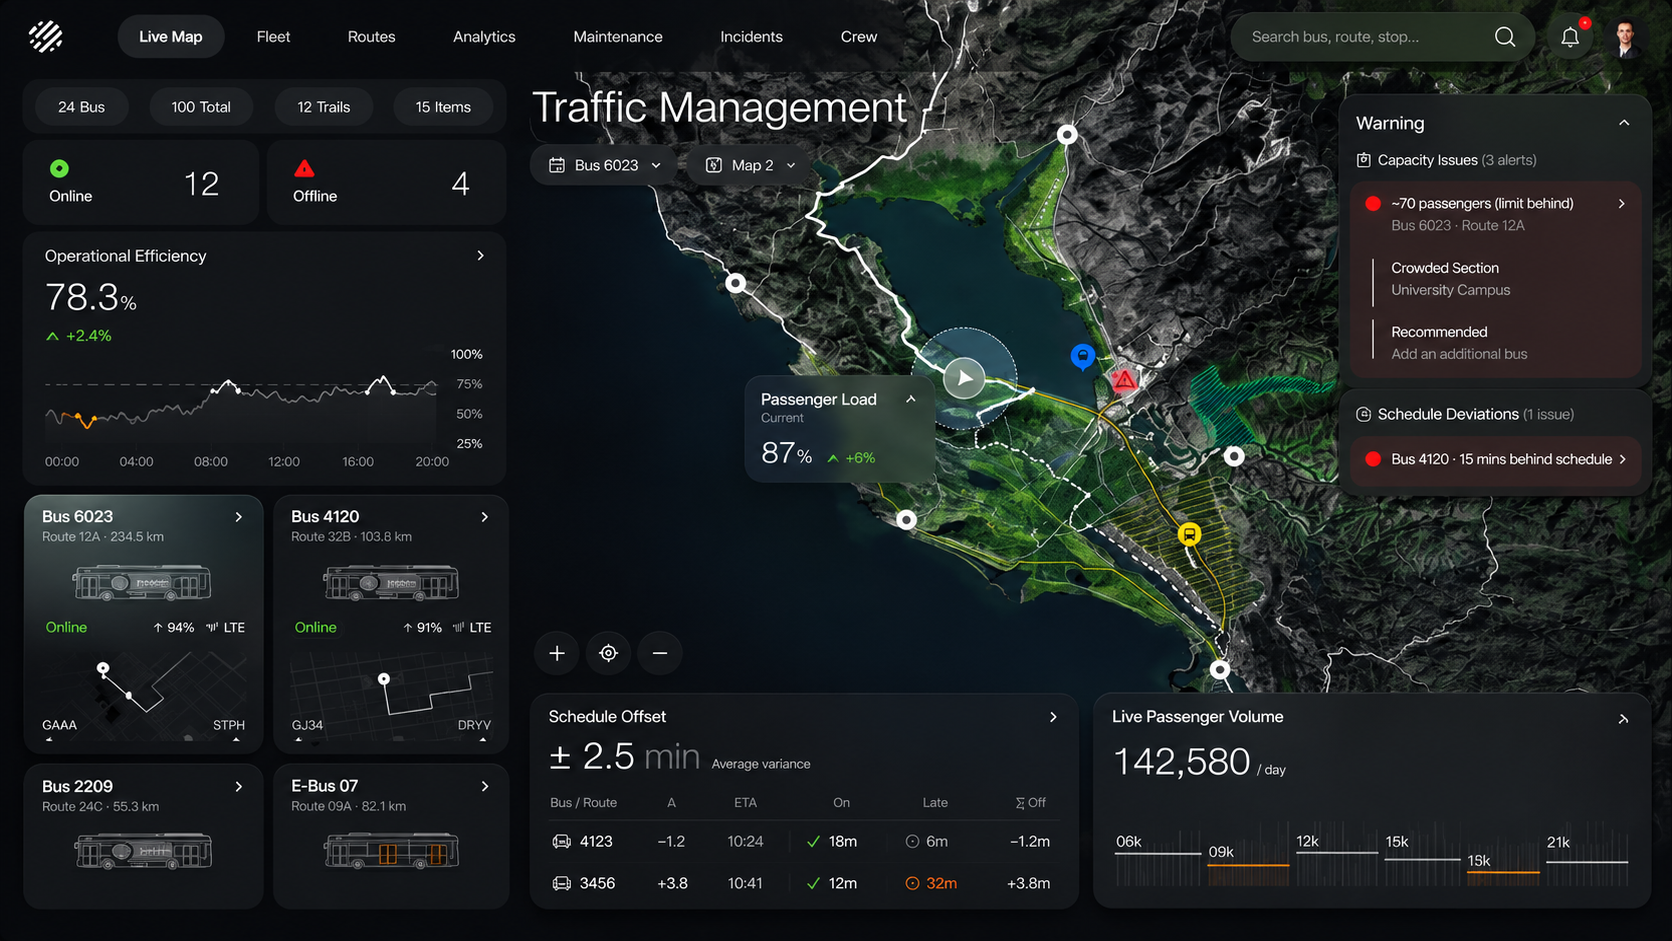 Live Map
Fleet
Routes
Analytics
Maintenance
Incidents
Crew
Search bus, route, stop...
24 Bus
100 Total
12 Trails
15 Items
Online
12
Offline
4
Operational Efficiency
78.3%
+2.4%
100%
75%
50%
25%
00:00
04:00
08:00
12:00
16:00
20:00
Bus 6023
Route 12A · 234.5 km
Online
↑ 94%
LTE
GAAA
STPH
Bus 4120
Route 32B · 103.8 km
Online
↑ 91%
LTE
GJ34
DRYV
Bus 2209
Route 24C · 55.3 km
E-Bus 07
Route 09A · 82.1 km
Traffic Management
Bus 6023
Map 2
Passenger Load
Current
87%
+6%
Warning
Capacity Issues (3 alerts)
~70 passengers (limit behind)
Bus 6023 · Route 12A
Crowded Section
University Campus
Recommended
Add an additional bus
Schedule Deviations (1 issue)
Bus 4120 · 15 mins behind schedule
Schedule Offset
± 2.5 min Average variance
Bus / Route A ETA On Late Σ Off
4123 −1.2 10:24 18m 6m −1.2m
3456 +3.8 10:41 12m 32m +3.8m
Live Passenger Volume
142,580 / day
06k
09k
12k
15k
15k
21k